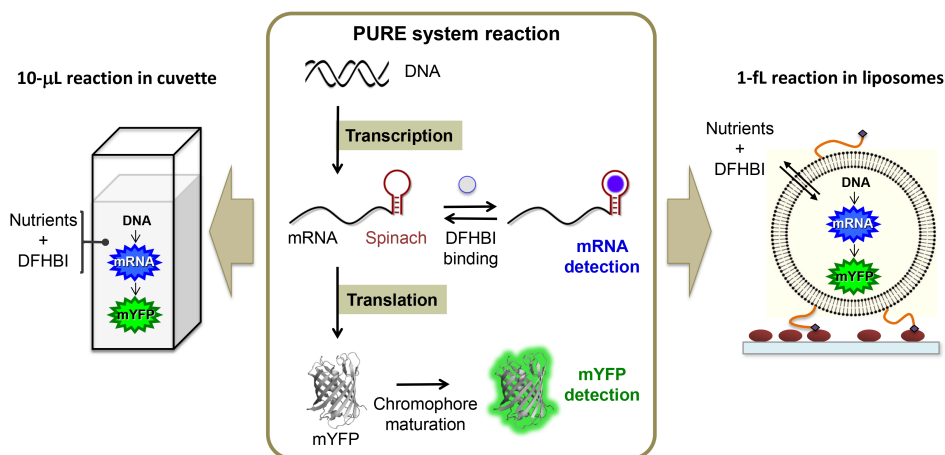 10-μL reaction in cuvette
Nutrients
+
DFHBI
DNA
mRNA
mYFP
PURE system reaction
DNA
Transcription
mRNA
Spinach
DFHBI
binding
mRNA
detection
Translation
mYFP
Chromophore
maturation
mYFP
detection
1-fL reaction in liposomes
Nutrients
+
DFHBI
DNA
mRNA
mYFP